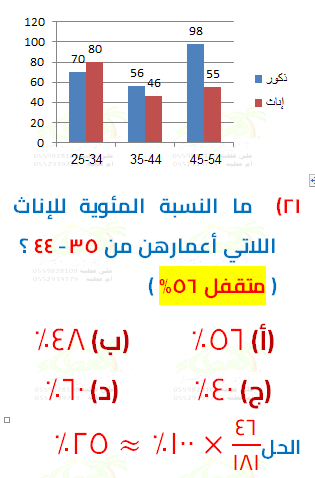 98
120
100
80
80
70
ذكور
60
56
55
46
إناث
40
20
0
25-34
35-44
45-54
٢١) ما النسبة المئوية للإناث
اللاتي أعمارهن من ٣٥ - ٤٤ ؟
( متقفل ٥٦% )
(أ) ٥٦٪ (ب) ٤٨٪
(ج) ٤٠٪ (د) ٦٠٪
الحل ٤٦/١٨١ × ١٠٠٪ ≈ ٢٥٪